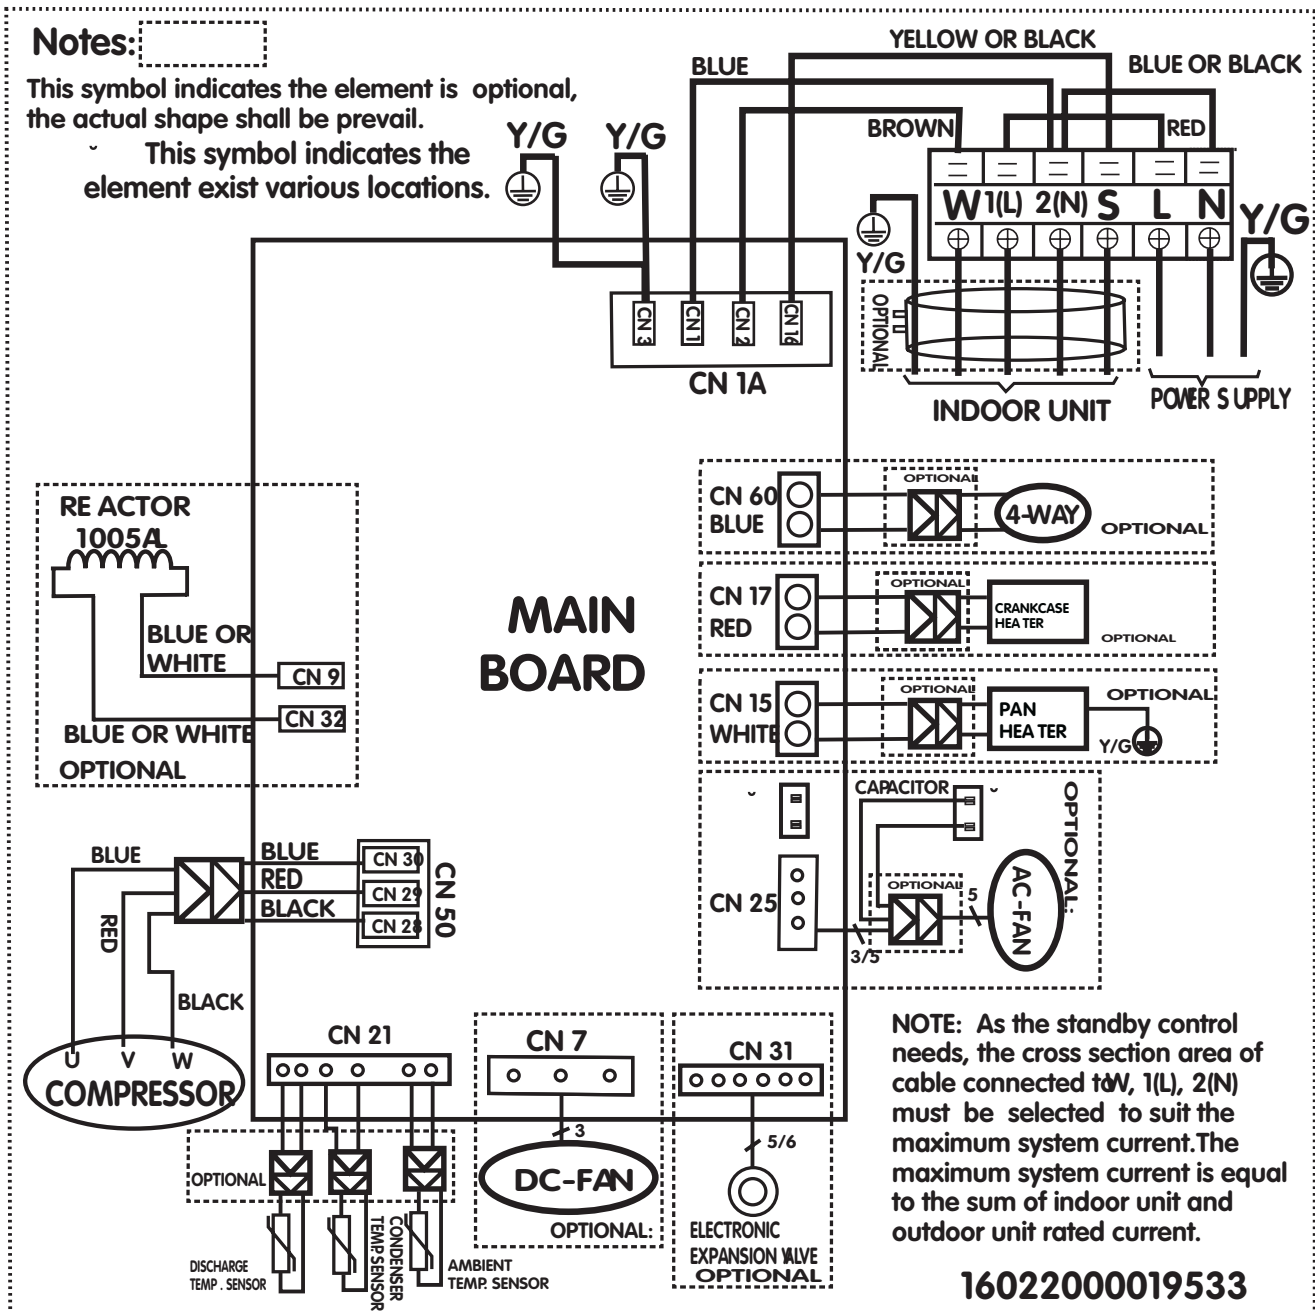 Notes:
This symbol indicates the element is optional,
the actual shape shall be prevail.
˘ This symbol indicates the
element exist various locations.
Y/G
Y/G
BLUE
YELLOW OR BLACK
BLUE OR BLACK
BROWN
RED
W 1(L) 2(N) S L N
Y/G
Y/G
OPTIONAL
INDOOR UNIT
POWER SUPPLY
CN 3
CN 1
CN 2
CN 16
CN 1A
MAIN
BOARD
REACTOR
1005AL
BLUE OR
WHITE
CN 9
CN 32
BLUE OR WHITE
OPTIONAL
CN 60
BLUE
OPTIONAL
4-WAY
OPTIONAL
CN 17
RED
OPTIONAL
CRANKCASE
HEATER
OPTIONAL
CN 15
WHITE
OPTIONAL
PAN
HEATER
OPTIONAL
Y/G
˘
CAPACITOR
˘
OPTIONAL:
CN 25
OPTIONAL
3/5
5
AC-FAN
BLUE
RED
BLACK
BLUE
RED
BLACK
CN 30
CN 29
CN 28
CN 50
U V W
COMPRESSOR
CN 21
OPTIONAL
DISCHARGE
TEMP. SENSOR
CONDENSER
TEMP.SENSOR
AMBIENT
TEMP. SENSOR
CN 7
3
DC-FAN
OPTIONAL:
CN 31
5/6
ELECTRONIC
EXPANSION VALVE
OPTIONAL
NOTE: As the standby control
needs, the cross section area of
cable connected to W, 1(L), 2(N)
must be selected to suit the
maximum system current.The
maximum system current is equal
to the sum of indoor unit and
outdoor unit rated current.
16022000019533